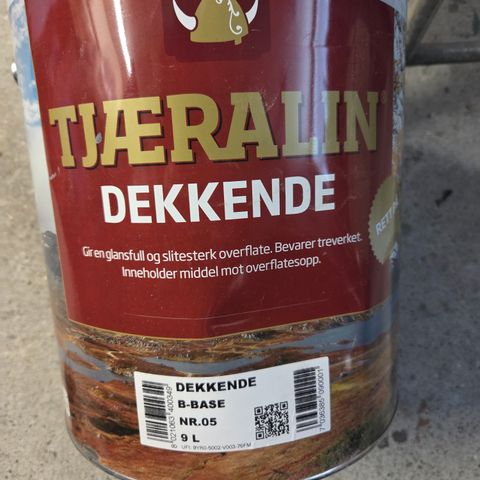 TJÆRALIN®
DEKKENDE
Gir en glansfull og slitesterk overflate. Bevarer treverket.
Inneholder middel mot overflatesopp.
DEKKENDE
B-BASE
NR.05
9 L